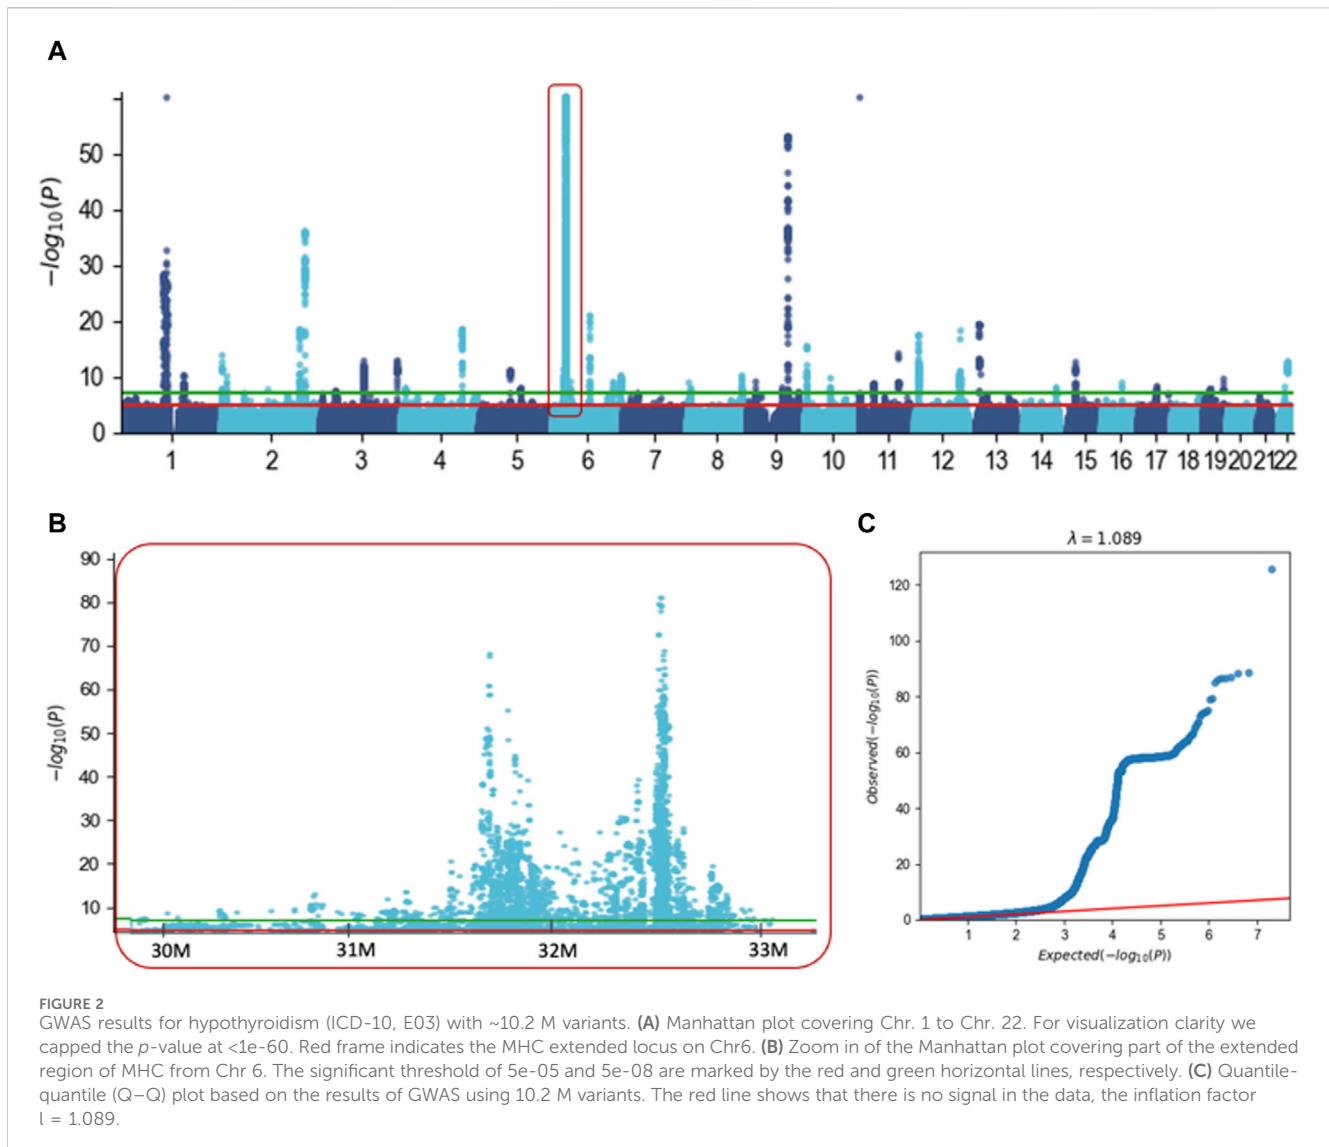 A
−log10(P)
50
40
30
20
10
0
1 2 3 4 5 6 7 8 9 10 11 12 13 14 15 16 17 18 19 20 21 22
B
−log10(P)
90
80
70
60
50
40
30
20
10
30M 31M 32M 33M
C
λ = 1.089
Observed(−log10(P))
120
100
80
60
40
20
0
1 2 3 4 5 6 7
Expected(−log10(P))
FIGURE 2
GWAS results for hypothyroidism (ICD-10, E03) with ~10.2 M variants. (A) Manhattan plot covering Chr. 1 to Chr. 22. For visualization clarity we
capped the p-value at <1e-60. Red frame indicates the MHC extended locus on Chr6. (B) Zoom in of the Manhattan plot covering part of the extended
region of MHC from Chr 6. The significant threshold of 5e-05 and 5e-08 are marked by the red and green horizontal lines, respectively. (C) Quantile-
quantile (Q–Q) plot based on the results of GWAS using 10.2 M variants. The red line shows that there is no signal in the data, the inflation factor
l = 1.089.